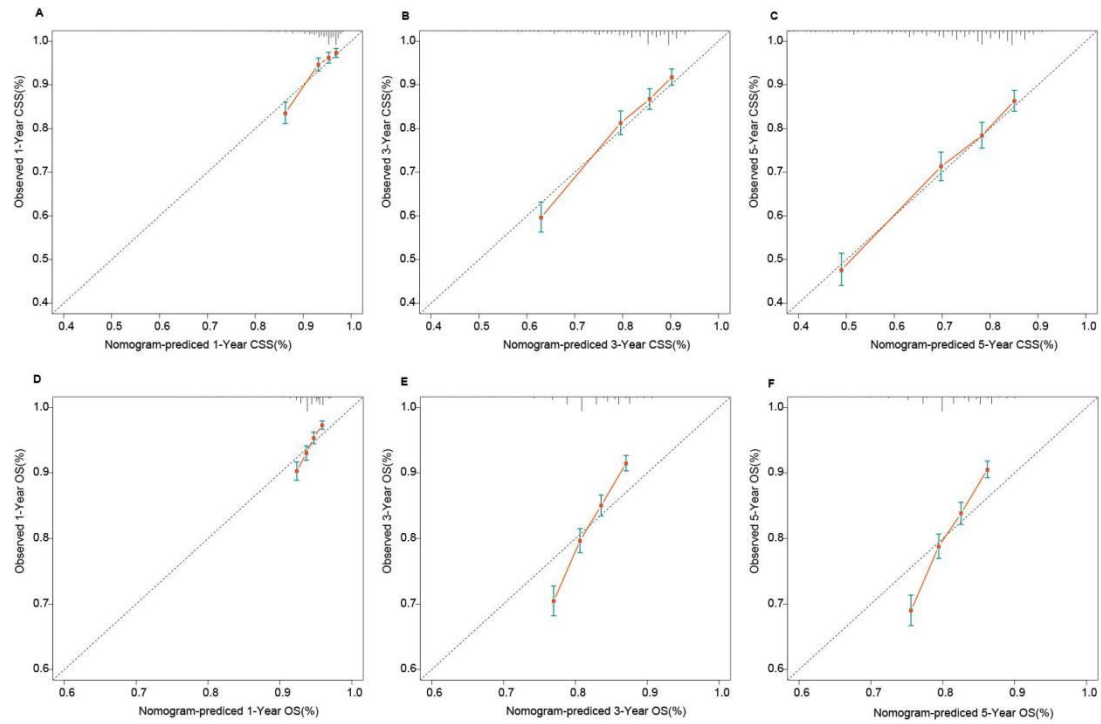 A
1.0
0.9
0.8
0.7
0.6
0.5
0.4
Observed 1-Year CSS(%)
0.4 0.5 0.6 0.7 0.8 0.9 1.0
Nomogram-prediced 1-Year CSS(%)
B
1.0
0.9
0.8
0.7
0.6
0.5
0.4
Observed 3-Year CSS(%)
0.4 0.5 0.6 0.7 0.8 0.9 1.0
Nomogram-prediced 3-Year CSS(%)
C
1.0
0.9
0.8
0.7
0.6
0.5
0.4
Observed 5-Year CSS(%)
0.4 0.5 0.6 0.7 0.8 0.9 1.0
Nomogram-prediced 5-Year CSS(%)
D
1.0
0.9
0.8
0.7
0.6
Observed 1-Year OS(%)
0.6 0.7 0.8 0.9 1.0
Nomogram-prediced 1-Year OS(%)
E
1.0
0.9
0.8
0.7
0.6
Observed 3-Year OS(%)
0.6 0.7 0.8 0.9 1.0
Nomogram-prediced 3-Year OS(%)
F
1.0
0.9
0.8
0.7
0.6
Observed 5-Year OS(%)
0.6 0.7 0.8 0.9 1.0
Nomogram-prediced 5-Year OS(%)